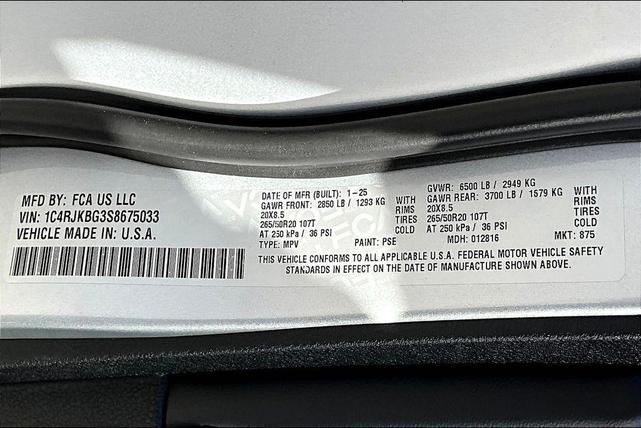 MFD BY: FCA US LLC
VIN: 1C4RJKBG3S8675033
VEHICLE MADE IN: U.S.A.
DATE OF MFR (BUILT): 1-25
GAWR FRONT: 2850 LB / 1293 KG WITH
20X8.5 RIMS
265/50R20 107T TIRES
AT 250 kPa / 36 PSI COLD
TYPE: MPV PAINT: PSE
GVWR: 6500 LB / 2949 KG
GAWR REAR: 3700 LB / 1579 KG WITH
20X8.5 RIMS
265/50R20 107T TIRES
AT 250 kPa / 36 PSI COLD
MDH: 012816 MKT: 875
THIS VEHICLE CONFORMS TO ALL APPLICABLE U.S.A. FEDERAL MOTOR VEHICLE SAFETY
STANDARDS IN EFFECT ON THE DATE OF MANUFACTURE SHOWN ABOVE.